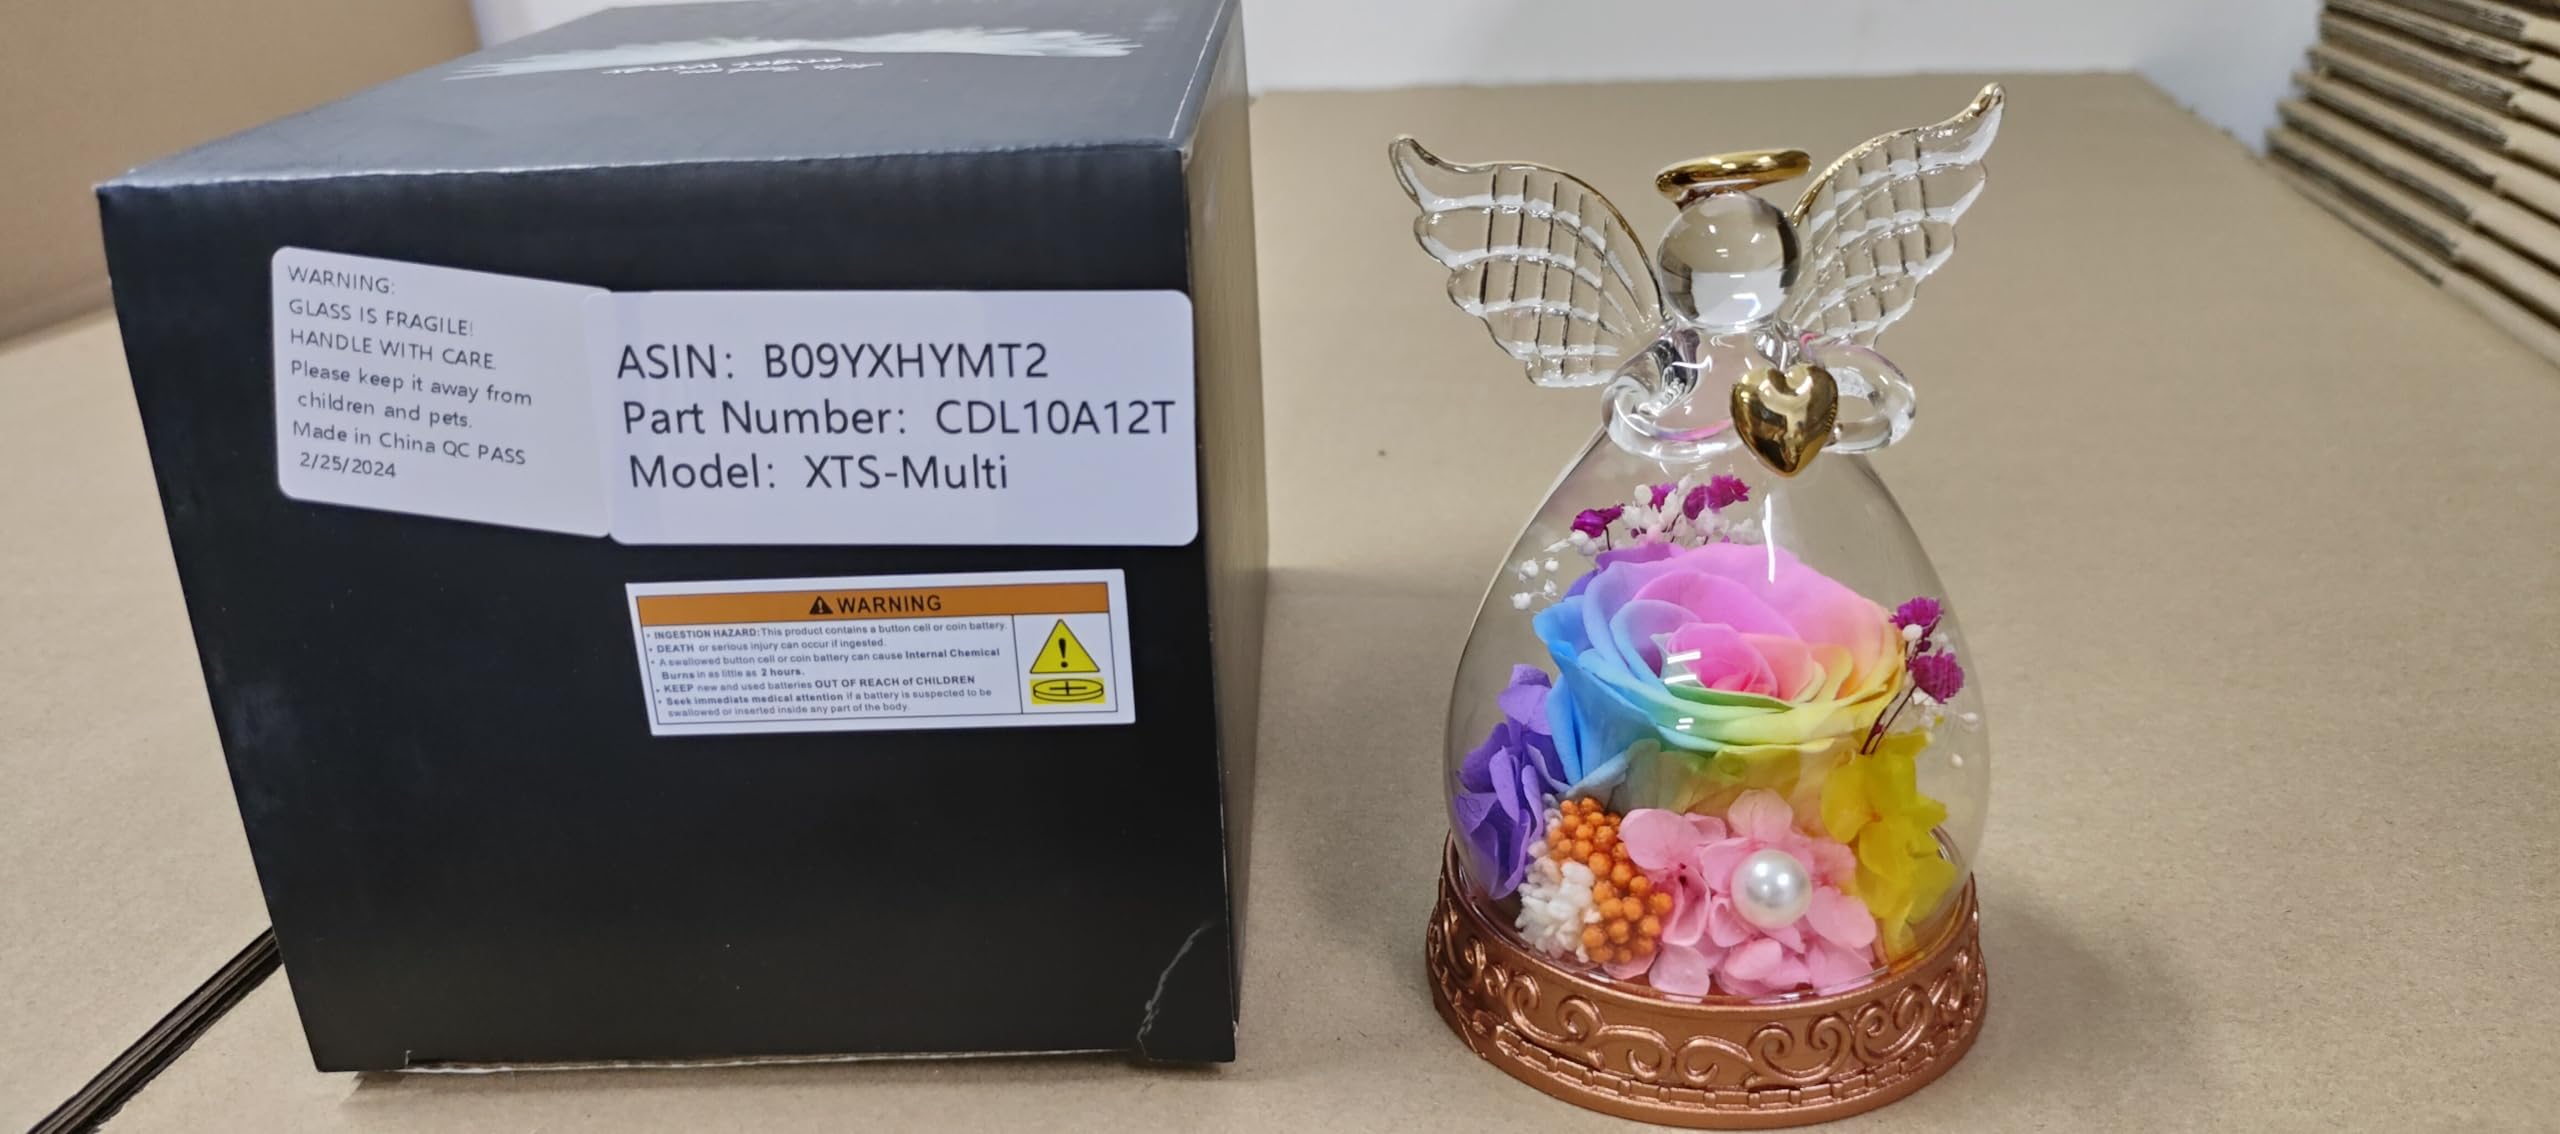 angel wings
WARNING:
GLASS IS FRAGILE!
HANDLE WITH CARE.
Please keep it away from
children and pets.
Made in China QC PASS
2/25/2024
ASIN: B09YXHYMT2
Part Number: CDL10A12T
Model: XTS-Multi
WARNING
• INGESTION HAZARD: This product contains a button cell or coin battery.
• DEATH or serious injury can occur if ingested.
• A swallowed button cell or coin battery can cause Internal Chemical
Burns in as little as 2 hours.
• KEEP new and used batteries OUT OF REACH of CHILDREN
• Seek immediate medical attention if a battery is suspected to be
swallowed or inserted inside any part of the body.